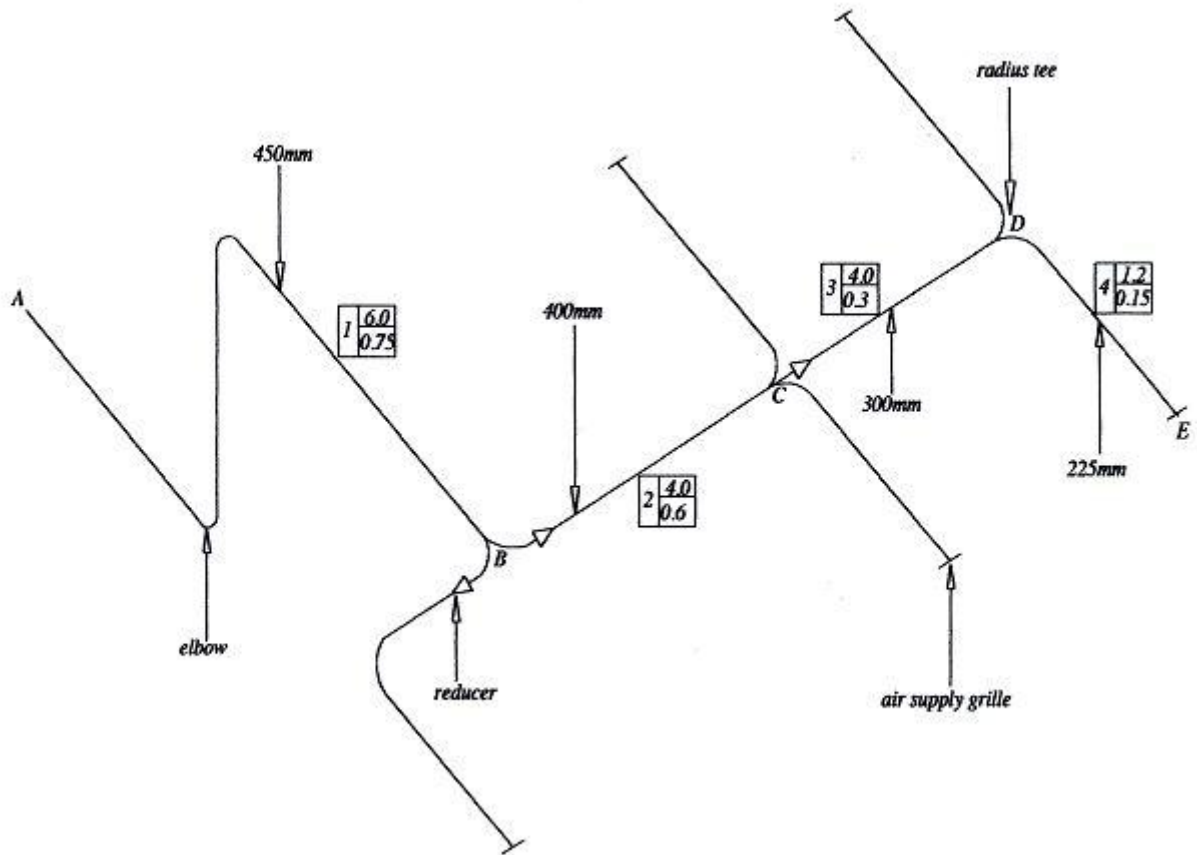 radius tee
450mm
D
A
3 4.0
0.3
4 1.2
0.15
400mm
1 6.0
0.75
C
300mm
E
225mm
2 4.0
0.6
B
elbow
reducer
air supply grille